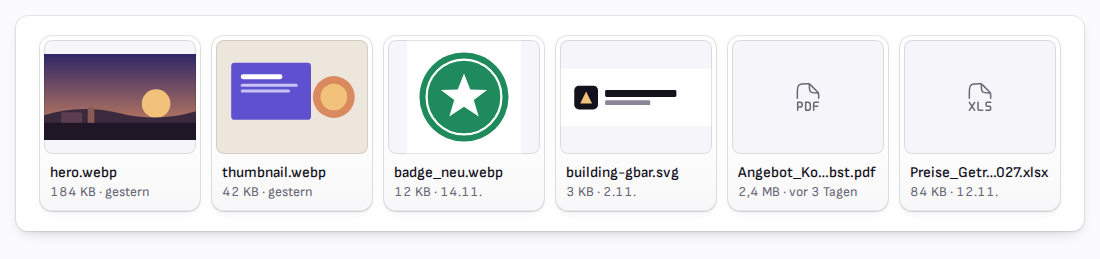 hero.webp
184 KB · gestern
thumbnail.webp
42 KB · gestern
badge_neu.webp
12 KB · 14.11.
building-gbar.svg
3 KB · 2.11.
PDF
Angebot_Ko...bst.pdf
2,4 MB · vor 3 Tagen
XLS
Preise_Getr...027.xlsx
84 KB · 12.11.